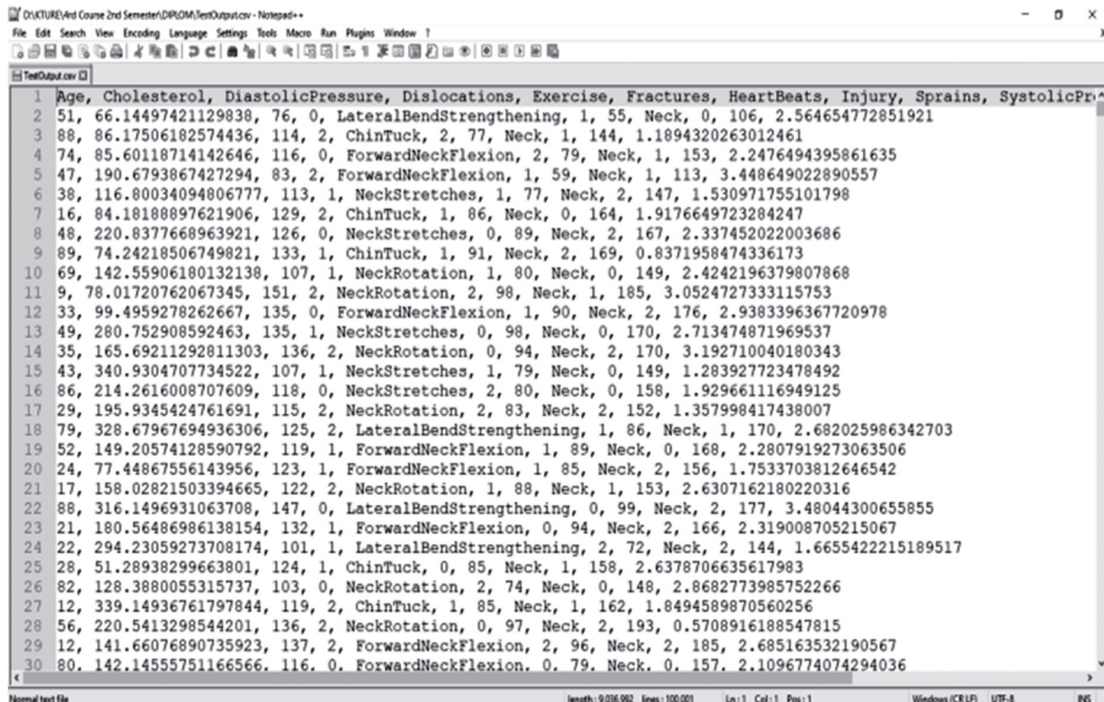 D:\KTURE\4rd Course 2nd Semester\DIPLOM\TestOutput.csv - Notepad++
File Edit Search View Encoding Language Settings Tools Macro Run Plugins Window ?
TestOutput.csv
1 Age, Cholesterol, DiastolicPressure, Dislocations, Exercise, Fractures, HeartBeats, Injury, Sprains, SystolicPr
2 51, 66.14497421129838, 76, 0, LateralBendStrengthening, 1, 55, Neck, 0, 106, 2.564654772851921
3 88, 86.17506182574436, 114, 2, ChinTuck, 2, 77, Neck, 1, 144, 1.1894320263012461
4 74, 85.60118714142646, 116, 0, ForwardNeckFlexion, 2, 79, Neck, 1, 153, 2.2476494395861635
5 47, 190.6793867427294, 83, 2, ForwardNeckFlexion, 1, 59, Neck, 1, 113, 3.448649022890557
6 38, 116.80034094806777, 113, 1, NeckStretches, 1, 77, Neck, 2, 147, 1.530971755101798
7 16, 84.18188897621906, 129, 2, ChinTuck, 1, 86, Neck, 0, 164, 1.9176649723284247
8 48, 220.8377668963921, 126, 0, NeckStretches, 0, 89, Neck, 2, 167, 2.337452022003686
9 89, 74.24218506749821, 133, 1, ChinTuck, 1, 91, Neck, 2, 169, 0.8371958474336173
10 69, 142.55906180132138, 107, 1, NeckRotation, 1, 80, Neck, 0, 149, 2.4242196379807868
11 9, 78.01720762067345, 151, 2, NeckRotation, 2, 98, Neck, 1, 185, 3.0524727333115753
12 33, 99.4959278262667, 135, 0, ForwardNeckFlexion, 1, 90, Neck, 2, 176, 2.9383396367720978
13 49, 280.752908592463, 135, 1, NeckStretches, 0, 98, Neck, 0, 170, 2.713474871969537
14 35, 165.69211292811303, 136, 2, NeckRotation, 0, 94, Neck, 2, 170, 3.192710040180343
15 43, 340.9304707734522, 107, 1, NeckStretches, 1, 79, Neck, 0, 149, 1.283927723478492
16 86, 214.2616008707609, 118, 0, NeckStretches, 2, 80, Neck, 0, 158, 1.929661116949125
17 29, 195.9345424761691, 115, 2, NeckRotation, 2, 83, Neck, 2, 152, 1.357998417438007
18 79, 328.67967694936306, 125, 2, LateralBendStrengthening, 1, 86, Neck, 1, 170, 2.682025986342703
19 52, 149.20574128590792, 119, 1, ForwardNeckFlexion, 1, 89, Neck, 0, 168, 2.2807919273063506
20 24, 77.44867556143956, 123, 1, ForwardNeckFlexion, 1, 85, Neck, 2, 156, 1.7533703812646542
21 17, 158.02821503394665, 122, 2, NeckRotation, 1, 88, Neck, 1, 153, 2.6307162180220316
22 88, 316.1496931063708, 147, 0, LateralBendStrengthening, 0, 99, Neck, 2, 177, 3.48044300655855
23 21, 180.56486986138154, 132, 1, ForwardNeckFlexion, 0, 94, Neck, 2, 166, 2.319008705215067
24 22, 294.23059273708174, 101, 1, LateralBendStrengthening, 2, 72, Neck, 2, 144, 1.6655422215189517
25 28, 51.28938299663801, 124, 1, ChinTuck, 0, 85, Neck, 1, 158, 2.6378706635617983
26 82, 128.3880055315737, 103, 0, NeckRotation, 2, 74, Neck, 0, 148, 2.8682773985752266
27 12, 339.14936761797844, 119, 2, ChinTuck, 1, 85, Neck, 1, 162, 1.8494589870560256
28 56, 220.5413298544201, 136, 2, NeckRotation, 0, 97, Neck, 2, 193, 0.5708916188547815
29 12, 141.66076890735923, 137, 2, ForwardNeckFlexion, 2, 96, Neck, 2, 185, 2.6851635321905​67
30 80, 142.14555751166566, 116, 0, ForwardNeckFlexion, 0, 79, Neck, 0, 157, 2.1096774074294036
Normal text file length : 9,036,992 lines : 100,001 Ln : 1 Col : 1 Pos : 1 Windows (CR LF) UTF-8 INS